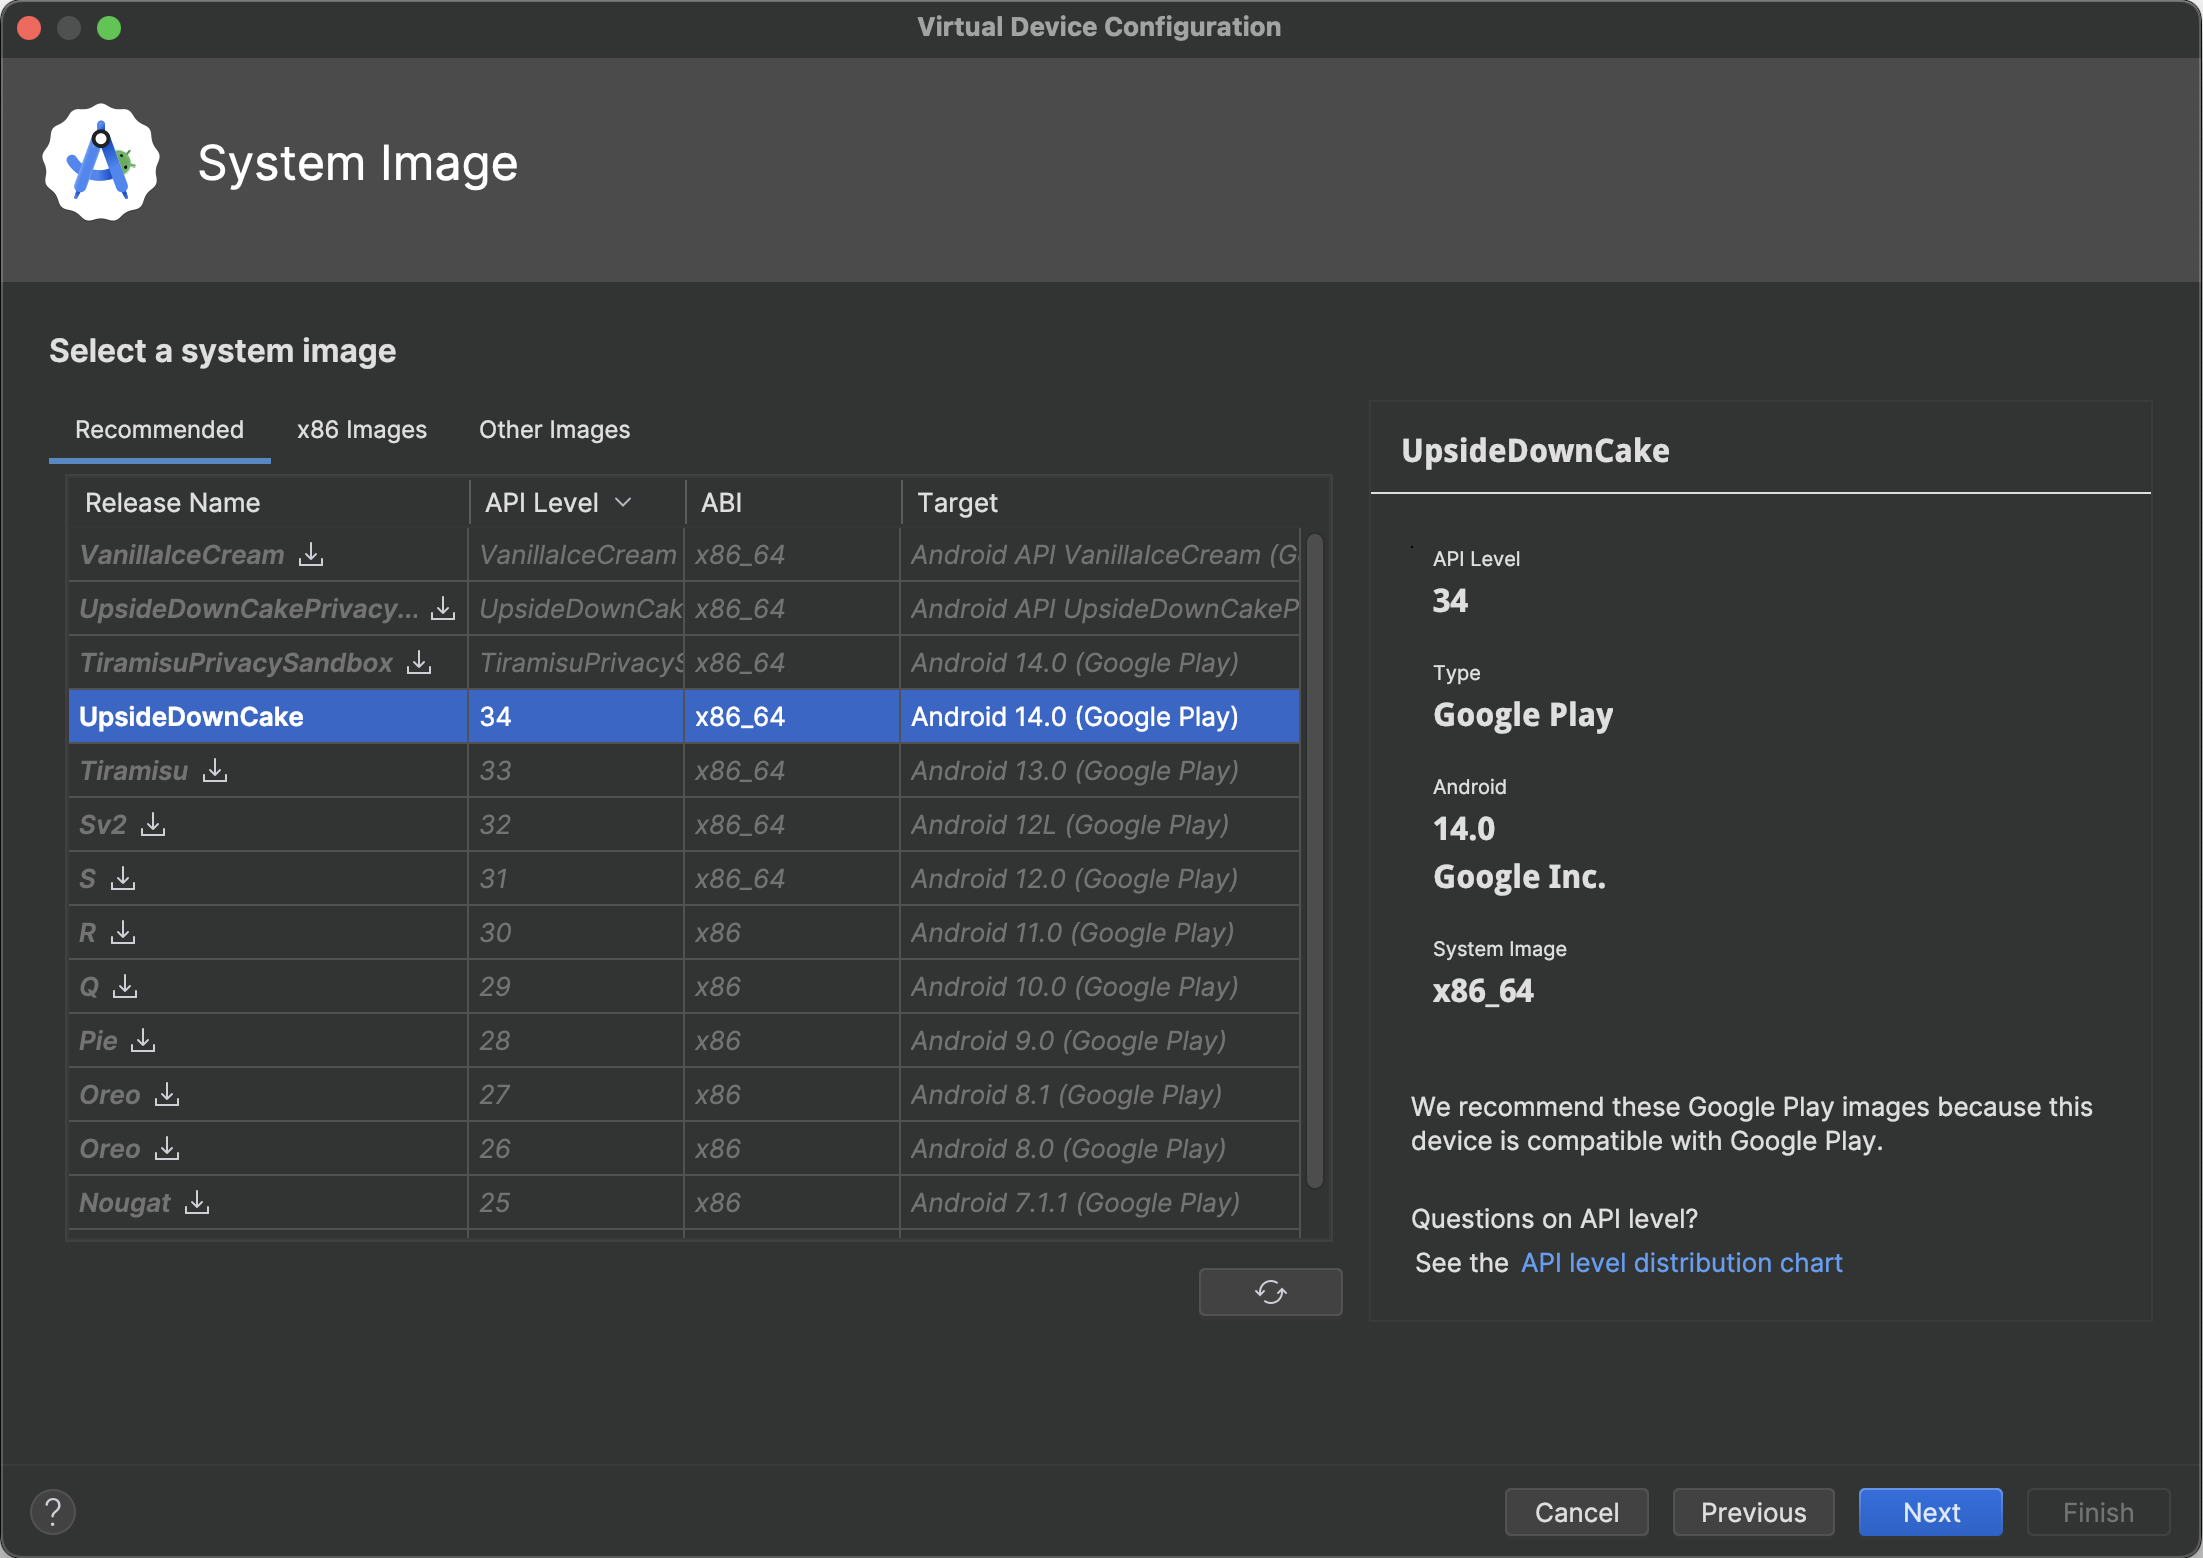 Virtual Device Configuration
System Image
Select a system image
Recommended x86 Images Other Images
Release Name API Level ABI Target
VanillaIceCream VanillaIceCream x86_64 Android API VanillaIceCream (G
UpsideDownCakePrivacy... UpsideDownCak x86_64 Android API UpsideDownCakeP
TiramisuPrivacySandbox TiramisuPrivacyS x86_64 Android 14.0 (Google Play)
UpsideDownCake 34 x86_64 Android 14.0 (Google Play)
Tiramisu 33 x86_64 Android 13.0 (Google Play)
Sv2 32 x86_64 Android 12L (Google Play)
S 31 x86_64 Android 12.0 (Google Play)
R 30 x86 Android 11.0 (Google Play)
Q 29 x86 Android 10.0 (Google Play)
Pie 28 x86 Android 9.0 (Google Play)
Oreo 27 x86 Android 8.1 (Google Play)
Oreo 26 x86 Android 8.0 (Google Play)
Nougat 25 x86 Android 7.1.1 (Google Play)
UpsideDownCake
API Level
34
Type
Google Play
Android
14.0
Google Inc.
System Image
x86_64
We recommend these Google Play images because this
device is compatible with Google Play.
Questions on API level?
See the API level distribution chart
? Cancel Previous Next Finish